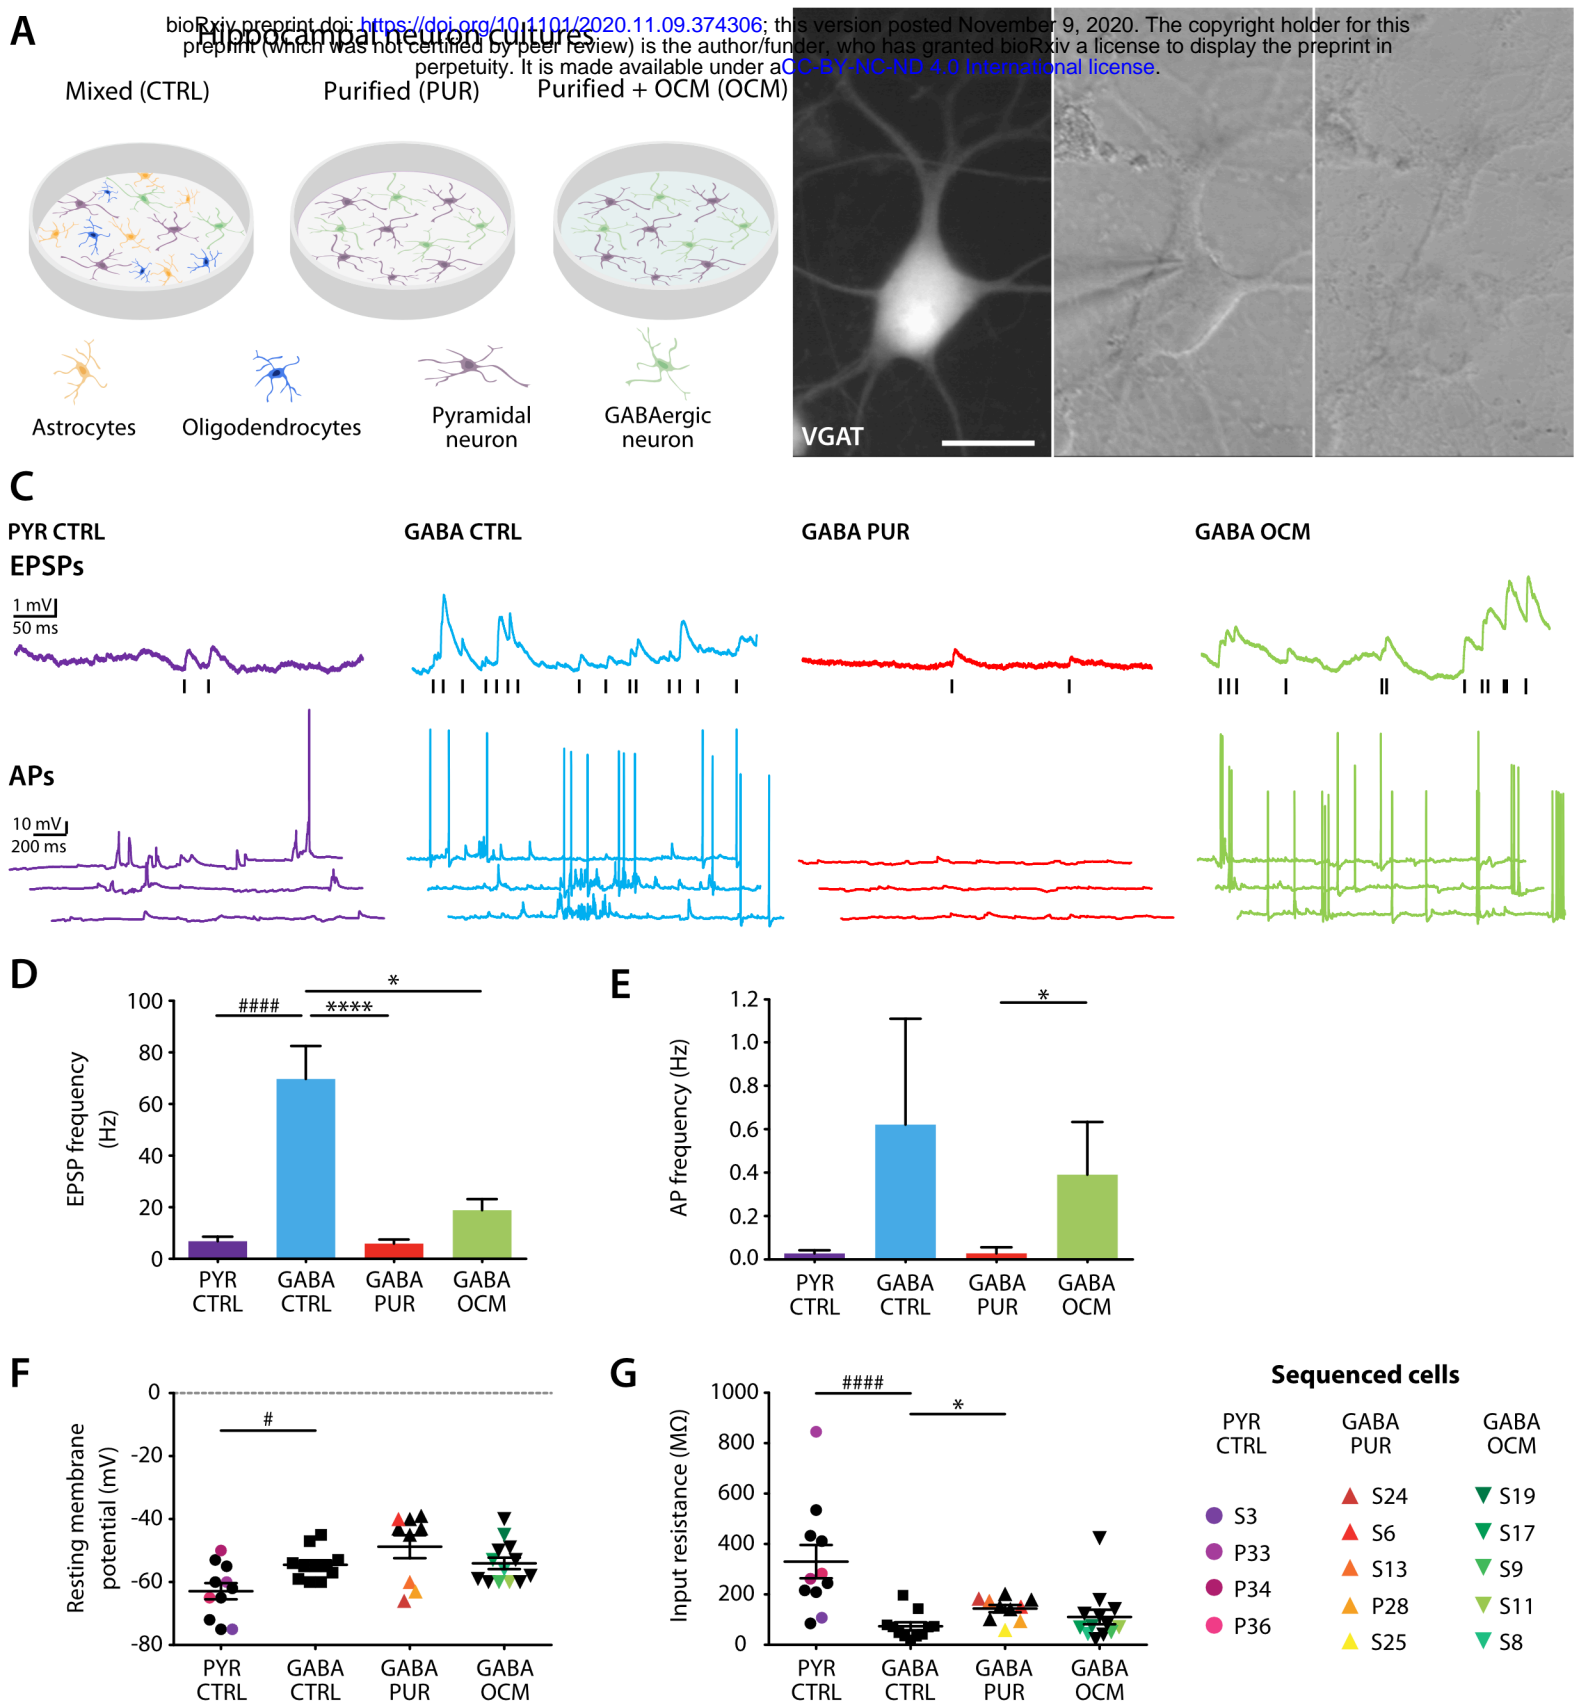 bioRxiv preprint doi: https://doi.org/10.1101/2020.11.09.374306; this version posted November 9, 2020. The copyright holder for this
preprint (which was not certified by peer review) is the author/funder, who has granted bioRxiv a license to display the preprint in
perpetuity. It is made available under aCC-BY-NC-ND 4.0 International license.
A
Hippocampal neuron cultures
Mixed (CTRL)
Purified (PUR)
Purified + OCM (OCM)
Astrocytes
Oligodendrocytes
Pyramidal
neuron
GABAergic
neuron
VGAT
C
PYR CTRL
GABA CTRL
GABA PUR
GABA OCM
EPSPs
1 mV
50 ms
APs
10 mV
200 ms
D
EPSP frequency
(Hz)
100
80
60
40
20
0
####
****
*
PYR
CTRL
GABA
CTRL
GABA
PUR
GABA
OCM
E
AP frequency (Hz)
1.2
1.0
0.8
0.6
0.4
0.2
0.0
*
PYR
CTRL
GABA
CTRL
GABA
PUR
GABA
OCM
F
Resting membrane
potential (mV)
0
-20
-40
-60
-80
#
PYR
CTRL
GABA
CTRL
GABA
PUR
GABA
OCM
G
Input resistance (MΩ)
1000
800
600
400
200
0
####
*
PYR
CTRL
GABA
CTRL
GABA
PUR
GABA
OCM
Sequenced cells
PYR
CTRL
S3
P33
P34
P36
GABA
PUR
S24
S6
S13
P28
S25
GABA
OCM
S19
S17
S9
S11
S8